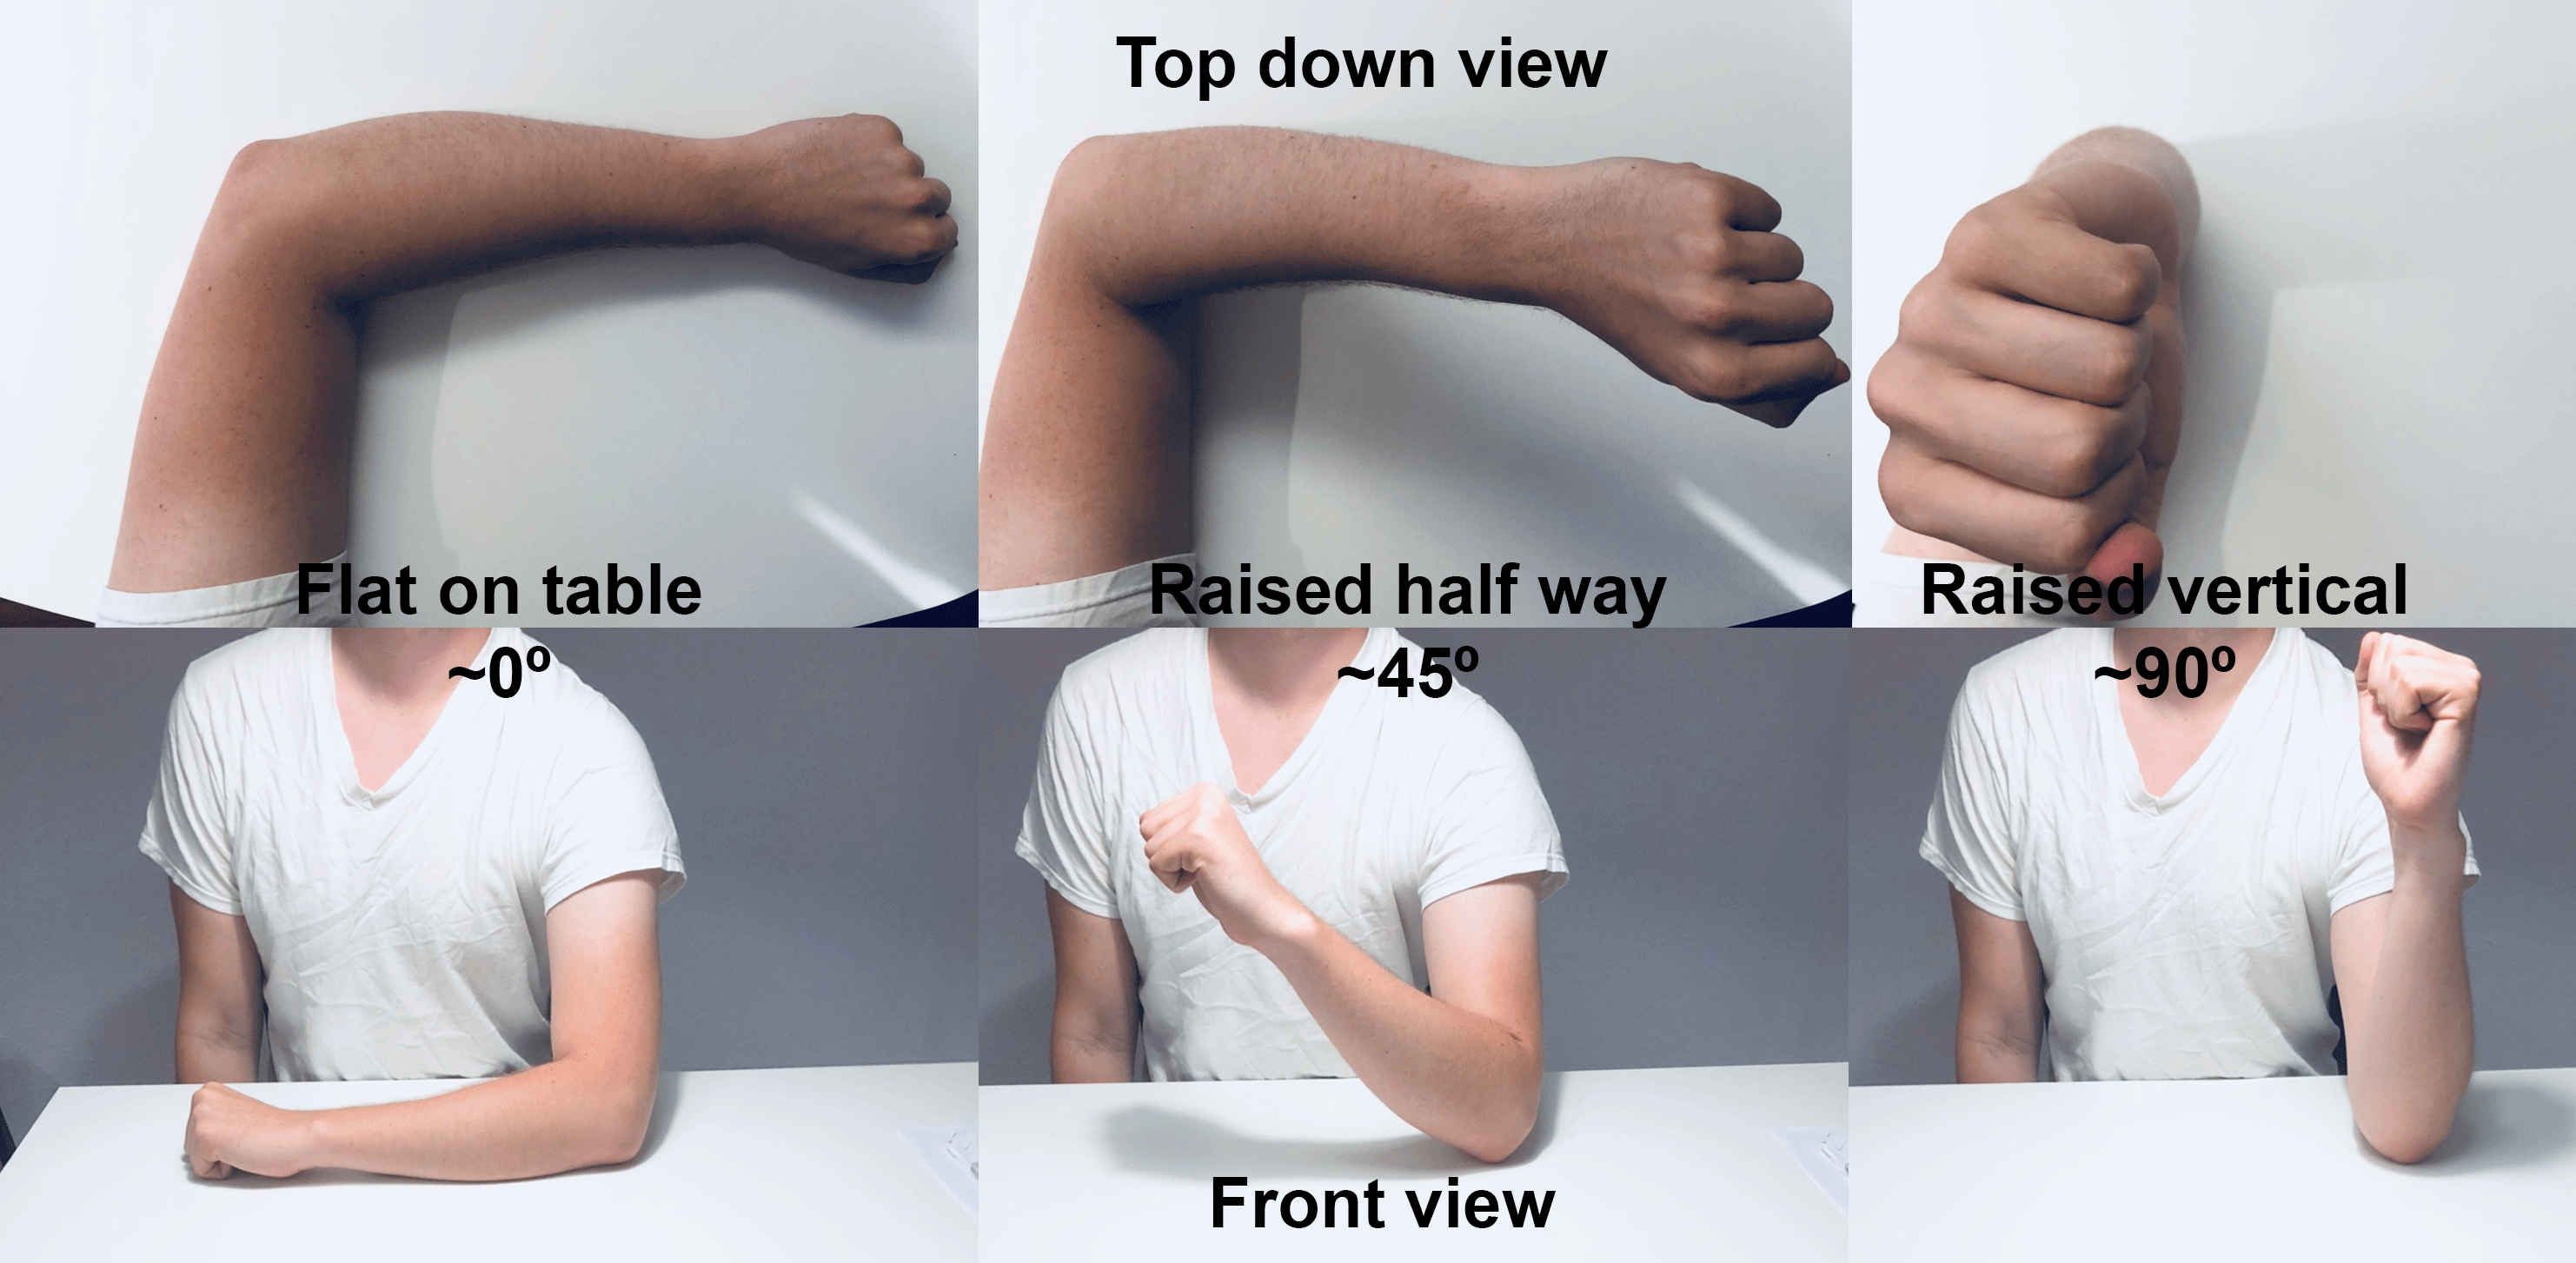 Top down view
Flat on table
Raised half way
Raised vertical
~0º
~45º
~90º
Front view